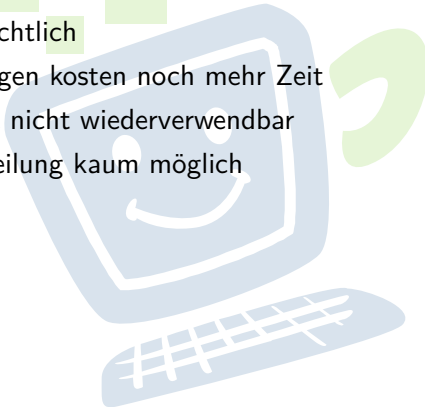 chtlich
gen kosten noch mehr Zeit
nicht wiederverwendbar
eilung kaum möglich